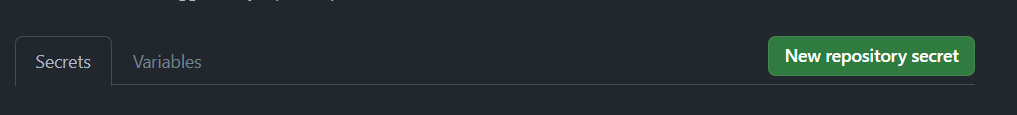 Secrets
Variables
New repository secret